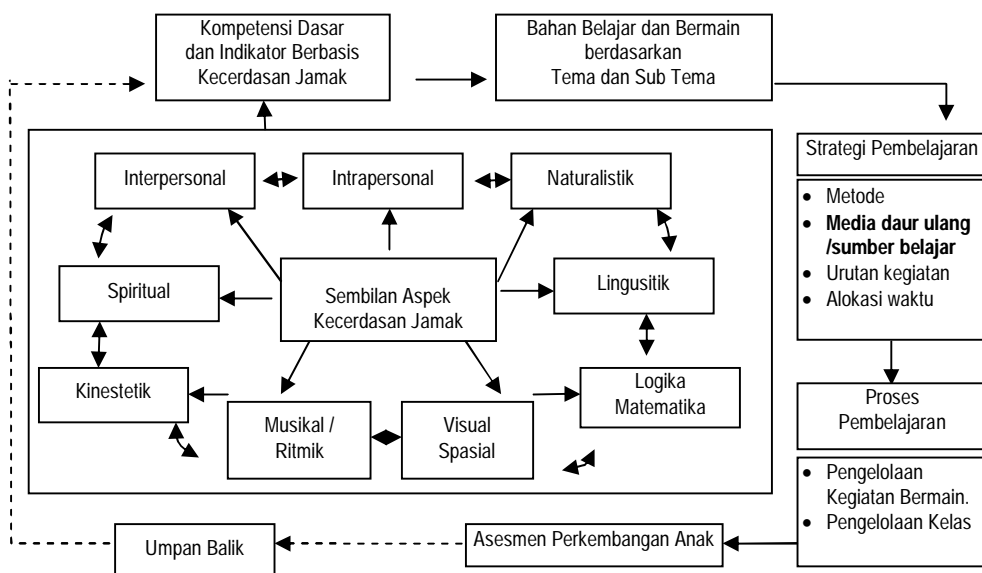 Kompetensi Dasar
dan Indikator Berbasis
Kecerdasan Jamak
Bahan Belajar dan Bermain
berdasarkan
Tema dan Sub Tema
Strategi Pembelajaran
• Metode
• Media daur ulang
/sumber belajar
• Urutan kegiatan
• Alokasi waktu
Interpersonal
Intrapersonal
Naturalistik
Spiritual
Sembilan Aspek
Kecerdasan Jamak
Lingusitik
Kinestetik
Musikal /
Ritmik
Visual
Spasial
Logika
Matematika
Proses
Pembelajaran
• Pengelolaan
Kegiatan Bermain.
• Pengelolaan Kelas
Asesmen Perkembangan Anak
Umpan Balik